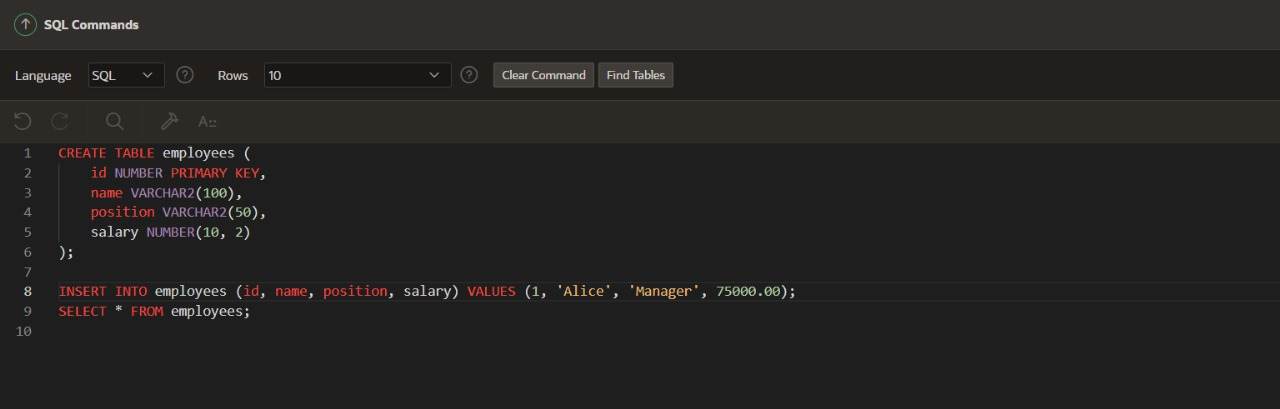 SQL Commands
Language SQL Rows 10 Clear Command Find Tables
A
1 CREATE TABLE employees (
2     id NUMBER PRIMARY KEY,
3     name VARCHAR2(100),
4     position VARCHAR2(50),
5     salary NUMBER(10, 2)
6 );
7
8 INSERT INTO employees (id, name, position, salary) VALUES (1, 'Alice', 'Manager', 75000.00);
9 SELECT * FROM employees;
10